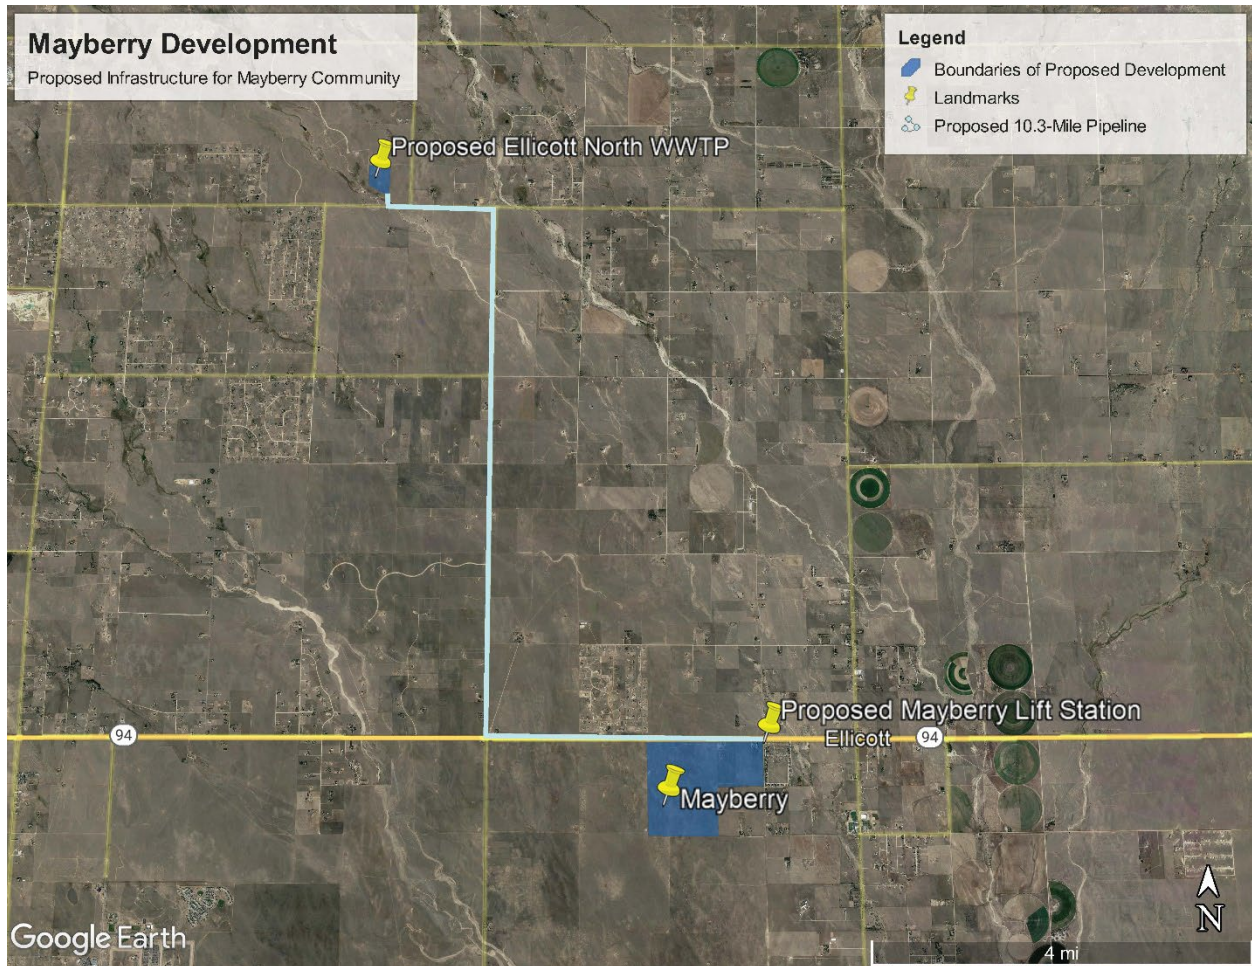 Mayberry Development
Proposed Infrastructure for Mayberry Community
Legend
Boundaries of Proposed Development
Landmarks
Proposed 10.3-Mile Pipeline
Proposed Ellicott North WWTP
Proposed Mayberry Lift Station
94
Ellicott
94
Mayberry
N
Google Earth
4 mi